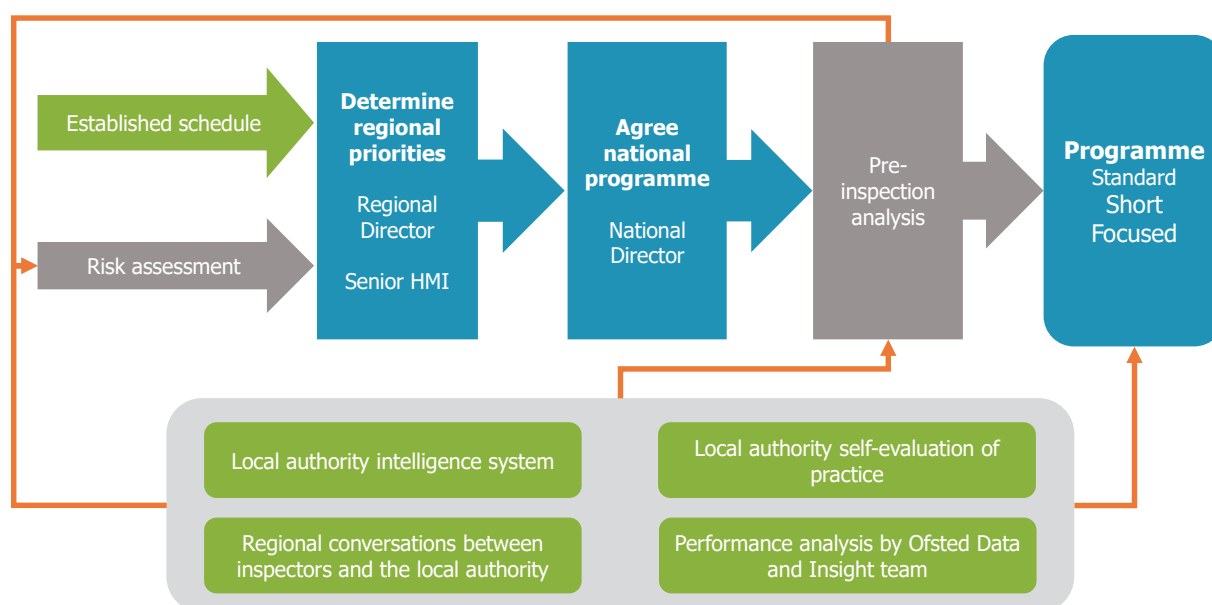 Established schedule
Risk assessment
Determine
regional
priorities
Regional
Director
Senior HMI
Agree
national
programme
National
Director
Pre-
inspection
analysis
Programme
Standard
Short
Focused
Local authority intelligence system
Local authority self-evaluation of
practice
Regional conversations between
inspectors and the local authority
Performance analysis by Ofsted Data
and Insight team